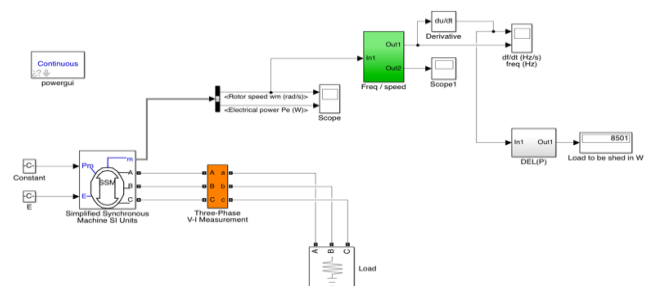 Continuous
powergui
du/dt
Derivative
In1
Out1
Out2
Freq / speed
Scope1
df/dt (Hz/s)
freq (Hz)
<Rotor speed wm (rad/s)>
<Electrical power Pe (W)>
Scope
In1 Out1
DEL(P)
8501
Load to be shed in W
-C-
Constant
-C-
E
Pm
E
m
SSM
A
B
C
Simplified Synchronous
Machine SI Units
A a
B b
C c
Three-Phase
V-I Measurement
A B C
Load